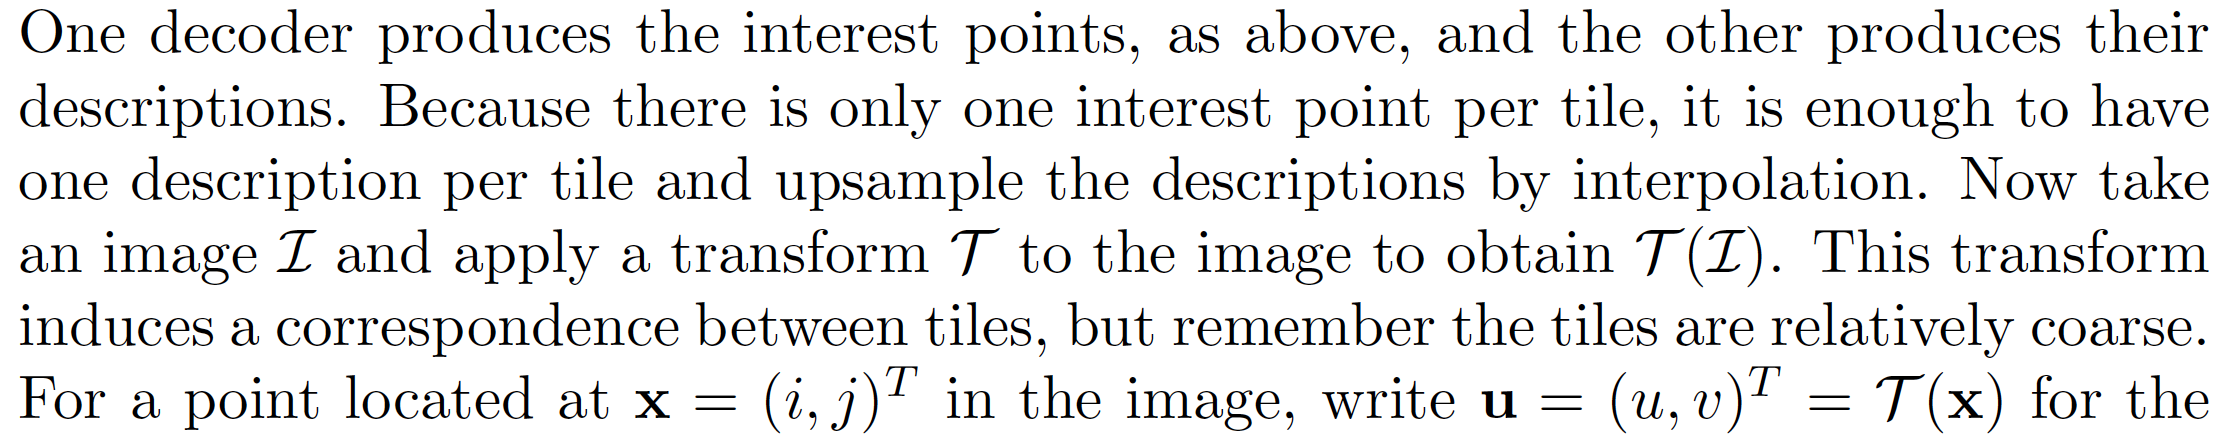 One decoder produces the interest points, as above, and the other produces their
descriptions. Because there is only one interest point per tile, it is enough to have
one description per tile and upsample the descriptions by interpolation. Now take
an image ℐ and apply a transform 𝒯 to the image to obtain 𝒯(ℐ). This transform
induces a correspondence between tiles, but remember the tiles are relatively coarse.
For a point located at 𝐱 = (i, j)^T in the image, write 𝐮 = (u, v)^T = 𝒯(𝐱) for the